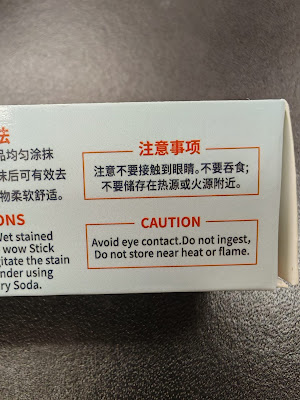 法
品均匀涂抹
抹后可有效去
物柔软舒适。
注意事项
注意不要接触到眼睛。不要吞食;
不要储存在热源或火源附近。
ONS
Wet stained
wow Stick
gitate the stain
nder using
ry Soda.
CAUTION
Avoid eye contact.Do not ingest,
Do not store near heat or flame.